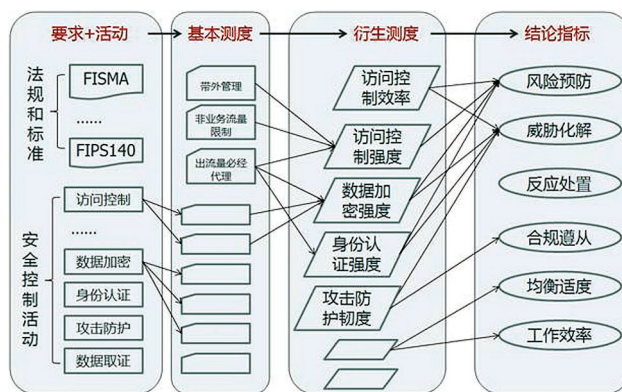 要求+活动
基本测度
衍生测度
结论指标
法规和标准
FISMA
......
FIPS140
安全控制活动
访问控制
......
数据加密
身份认证
攻击防护
数据取证
带外管理
非业务流量
限制
出流量必经
代理
访问控
制效率
访问控
制强度
数据加
密强度
身份认
证强度
攻击防
护韧度
风险预防
威胁化解
反应处置
合规遵从
均衡适度
工作效率